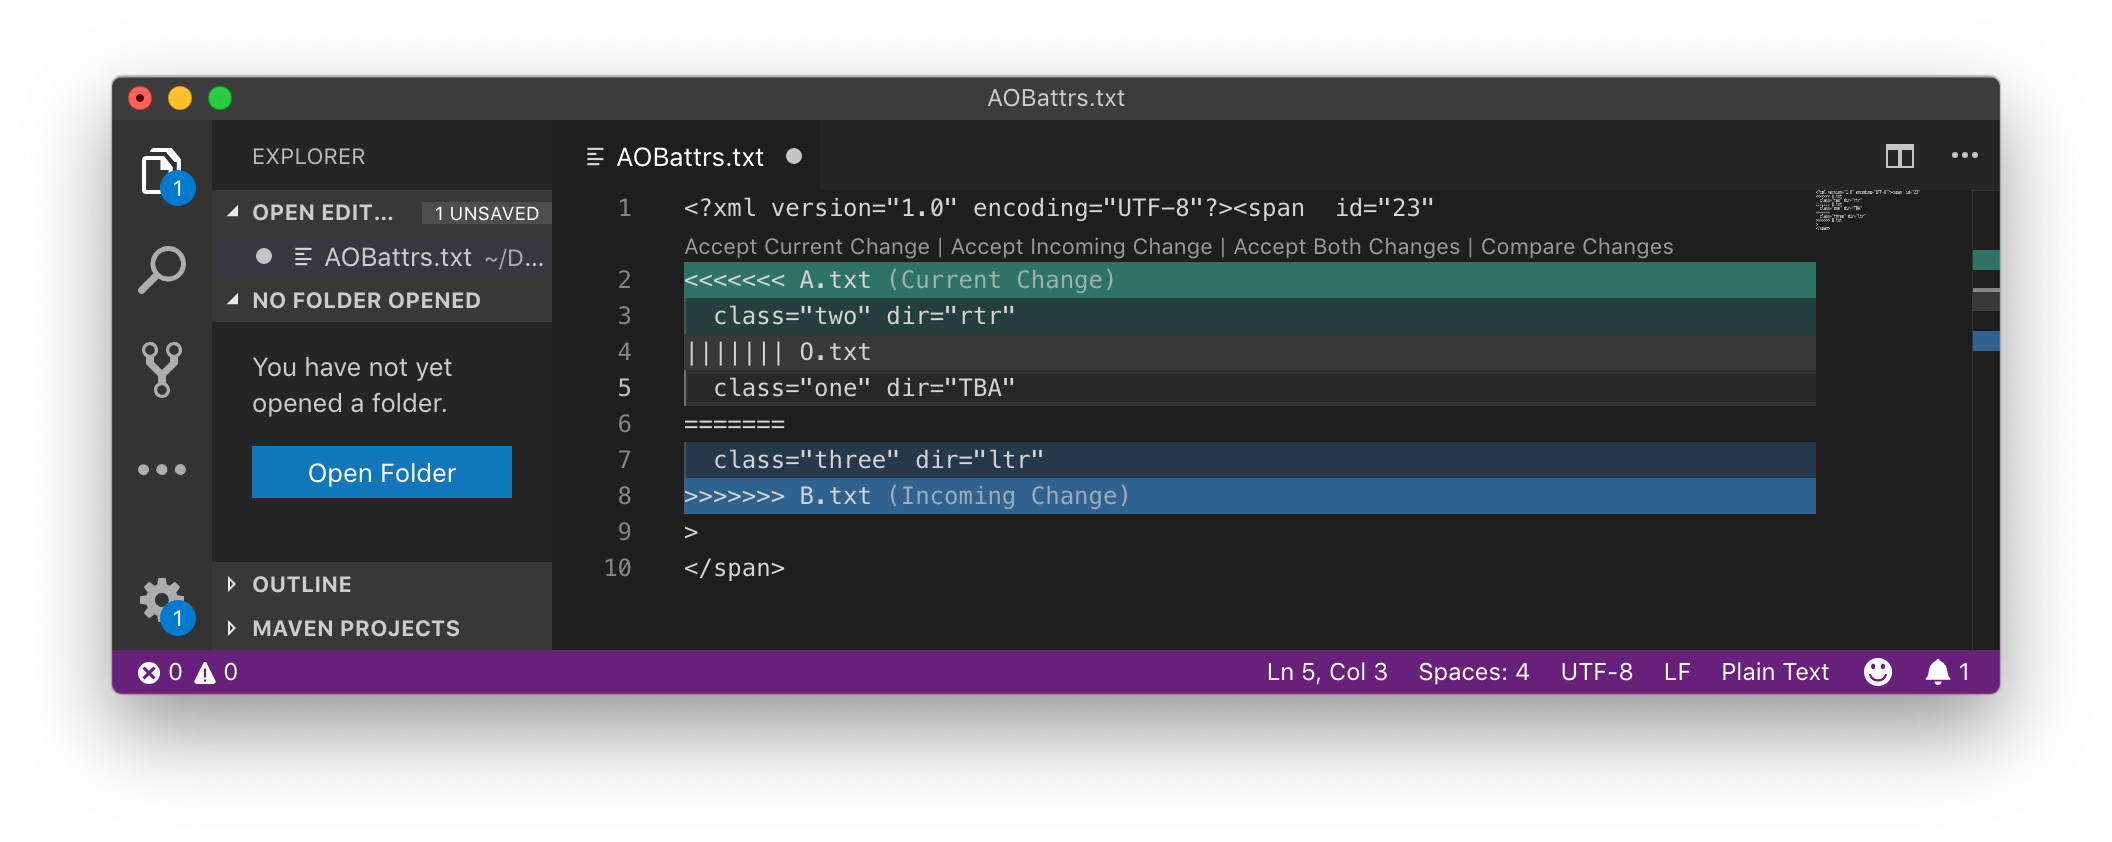 AOBattrs.txt
EXPLORER
OPEN EDIT... 1 UNSAVED
AOBattrs.txt ~/D...
NO FOLDER OPENED
You have not yet
opened a folder.
Open Folder
OUTLINE
MAVEN PROJECTS
1
1
AOBattrs.txt
1 <?xml version="1.0" encoding="UTF-8"?><span  id="23"
Accept Current Change | Accept Incoming Change | Accept Both Changes | Compare Changes
2 <<<<<<< A.txt (Current Change)
3   class="two" dir="rtr"
4 ||||||| O.txt
5   class="one" dir="TBA"
6 =======
7   class="three" dir="ltr"
8 >>>>>>> B.txt (Incoming Change)
9 >
10 </span>
0 0 Ln 5, Col 3 Spaces: 4 UTF-8 LF Plain Text 1